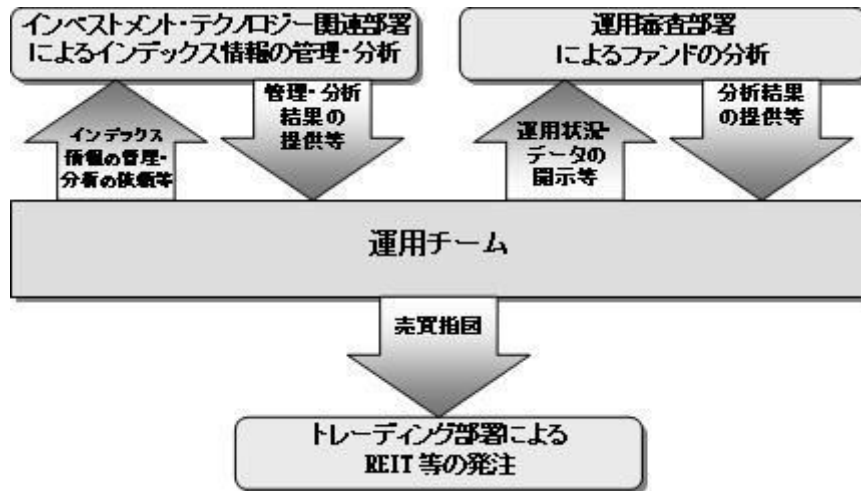 インベストメント・テクノロジー関連部署
によるインデックス情報の管理・分析
運用審査部署
によるファンドの分析
インデックス
情報の管理・
分析の依頼等
管理・分析
結果の
提供等
運用状況・
データの
開示等
分析結果
の提供等
運用チーム
売買指図
トレーディング部署による
REIT 等の発注